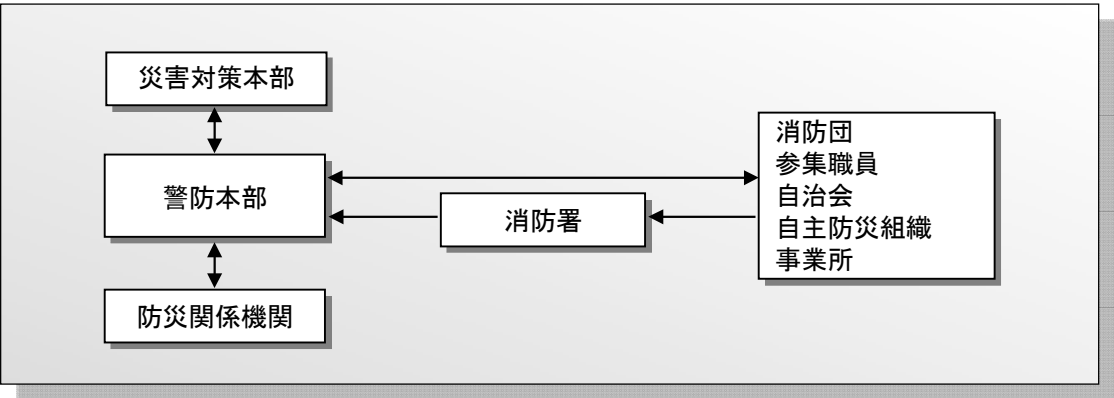 災害対策本部
警防本部
防災関係機関
消防署
消防団
参集職員
自治会
自主防災組織
事業所